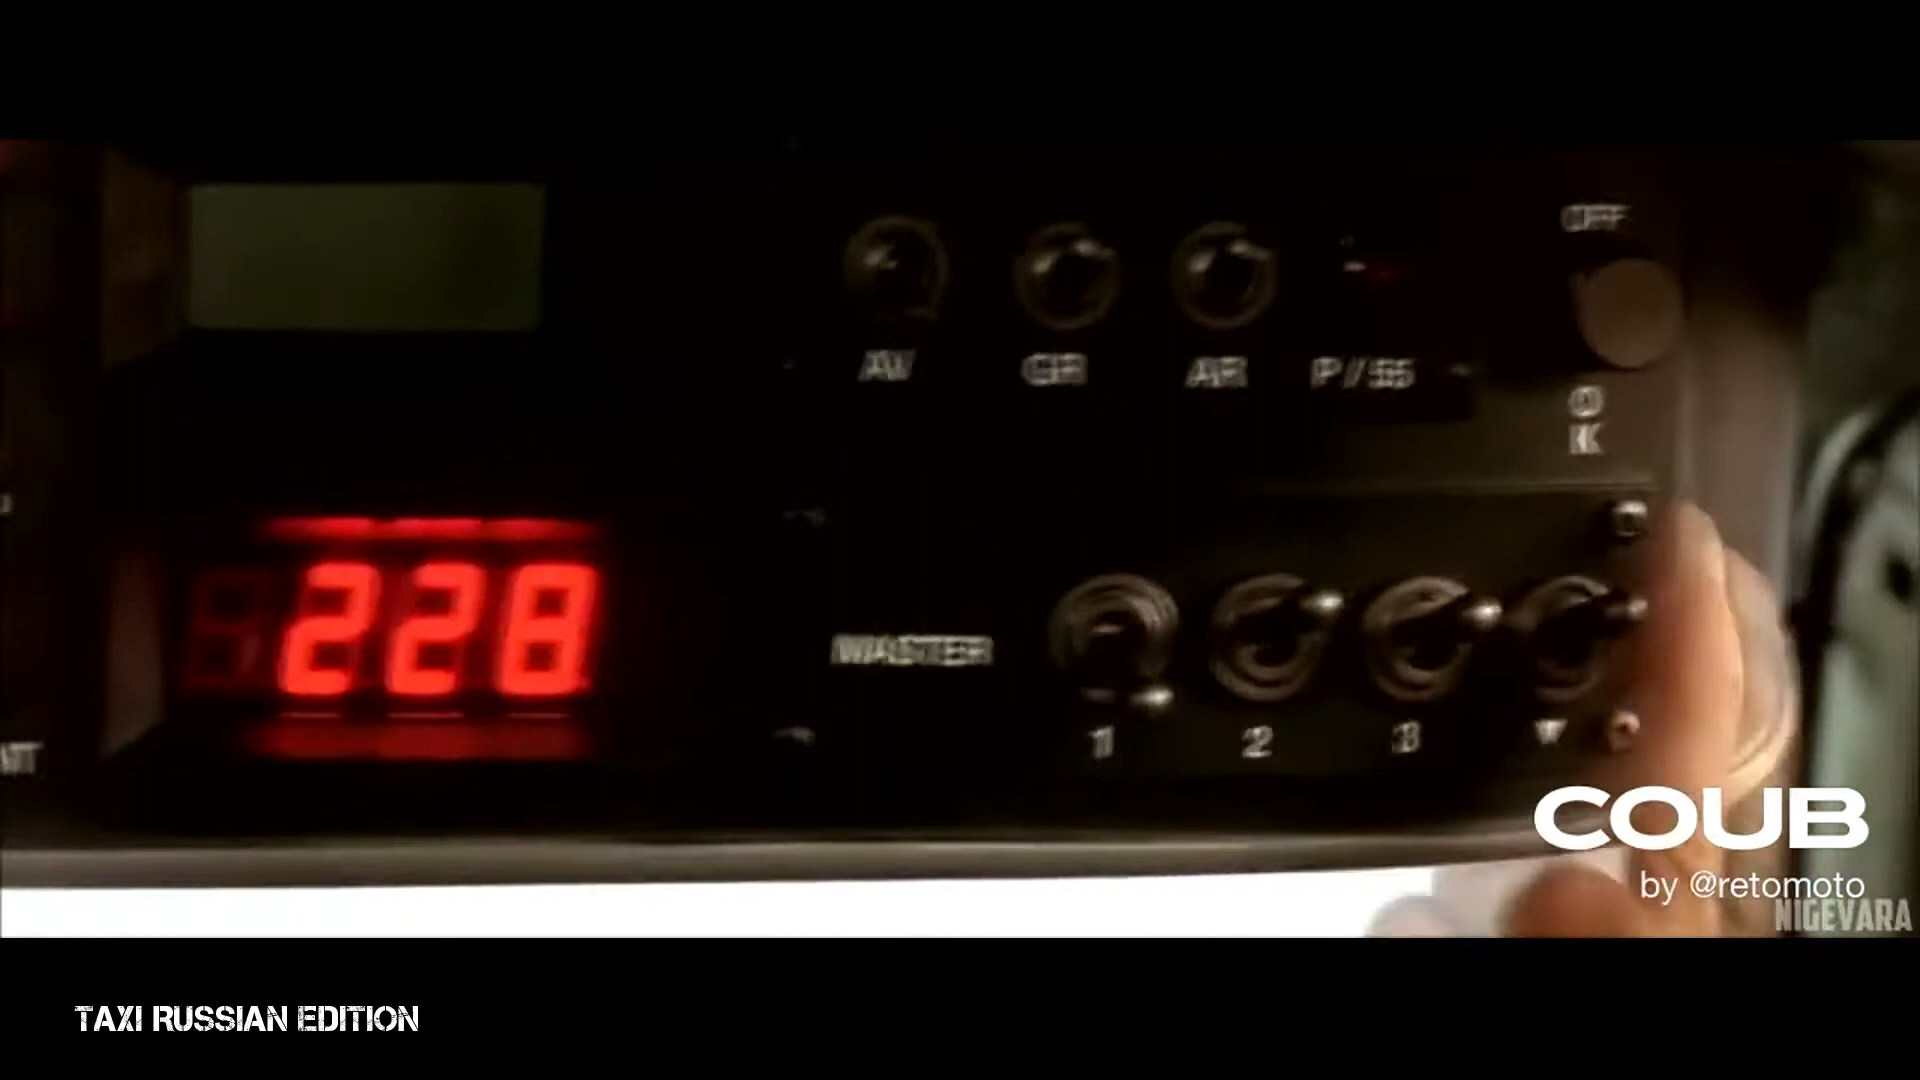 OFF
AV
GR
AR
P/SS
O
K
228
MASTER
1
2
3
COUB
by @retomoto
NIGEVARA
TAXI RUSSIAN EDITION